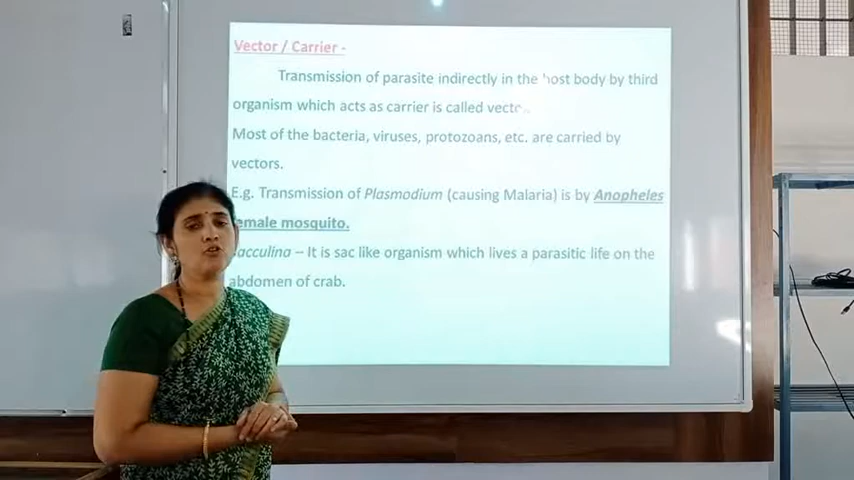 Vector / Carrier -
Transmission of parasite indirectly in the host body by third
organism which acts as carrier is called vector.
Most of the bacteria, viruses, protozoans, etc. are carried by
vectors.
E.g. Transmission of Plasmodium (causing Malaria) is by Anopheles
female mosquito.
Sacculina – It is sac like organism which lives a parasitic life on the
abdomen of crab.